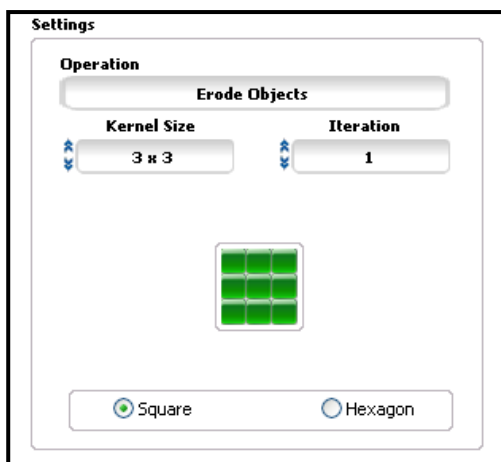 Settings
Operation
Erode Objects
Kernel Size Iteration
3 x 3 1
Square Hexagon